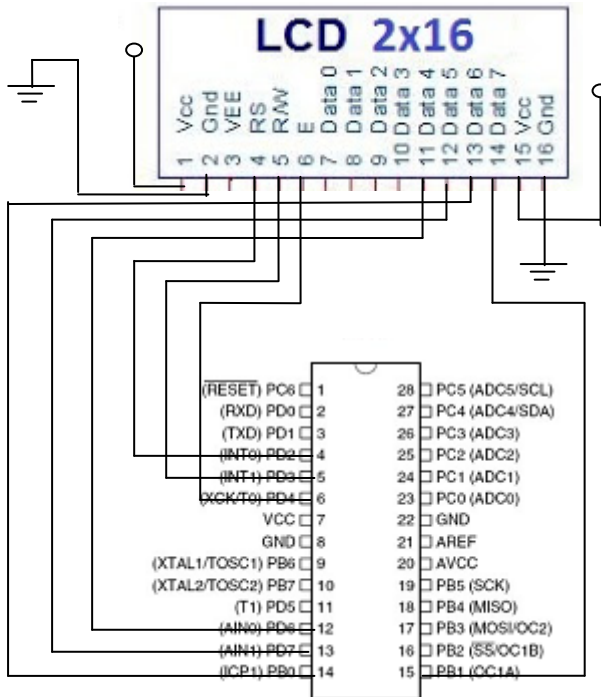 LCD 2x16
1 Vcc
2 Gnd
3 VEE
4 RS
5 R/W
6 E
7 Data 0
8 Data 1
9 Data 2
10 Data 3
11 Data 4
12 Data 5
13 Data 6
14 Data 7
15 Vcc
16 Gnd
(RESET) PC6 1 28 PC5 (ADC5/SCL)
(RXD) PD0 2 27 PC4 (ADC4/SDA)
(TXD) PD1 3 26 PC3 (ADC3)
(INT0) PD2 4 25 PC2 (ADC2)
(INT1) PD3 5 24 PC1 (ADC1)
(XCK/T0) PD4 6 23 PC0 (ADC0)
VCC 7 22 GND
GND 8 21 AREF
(XTAL1/TOSC1) PB6 9 20 AVCC
(XTAL2/TOSC2) PB7 10 19 PB5 (SCK)
(T1) PD5 11 18 PB4 (MISO)
(AIN0) PD6 12 17 PB3 (MOSI/OC2)
(AIN1) PD7 13 16 PB2 (SS/OC1B)
(ICP1) PB0 14 15 PB1 (OC1A)